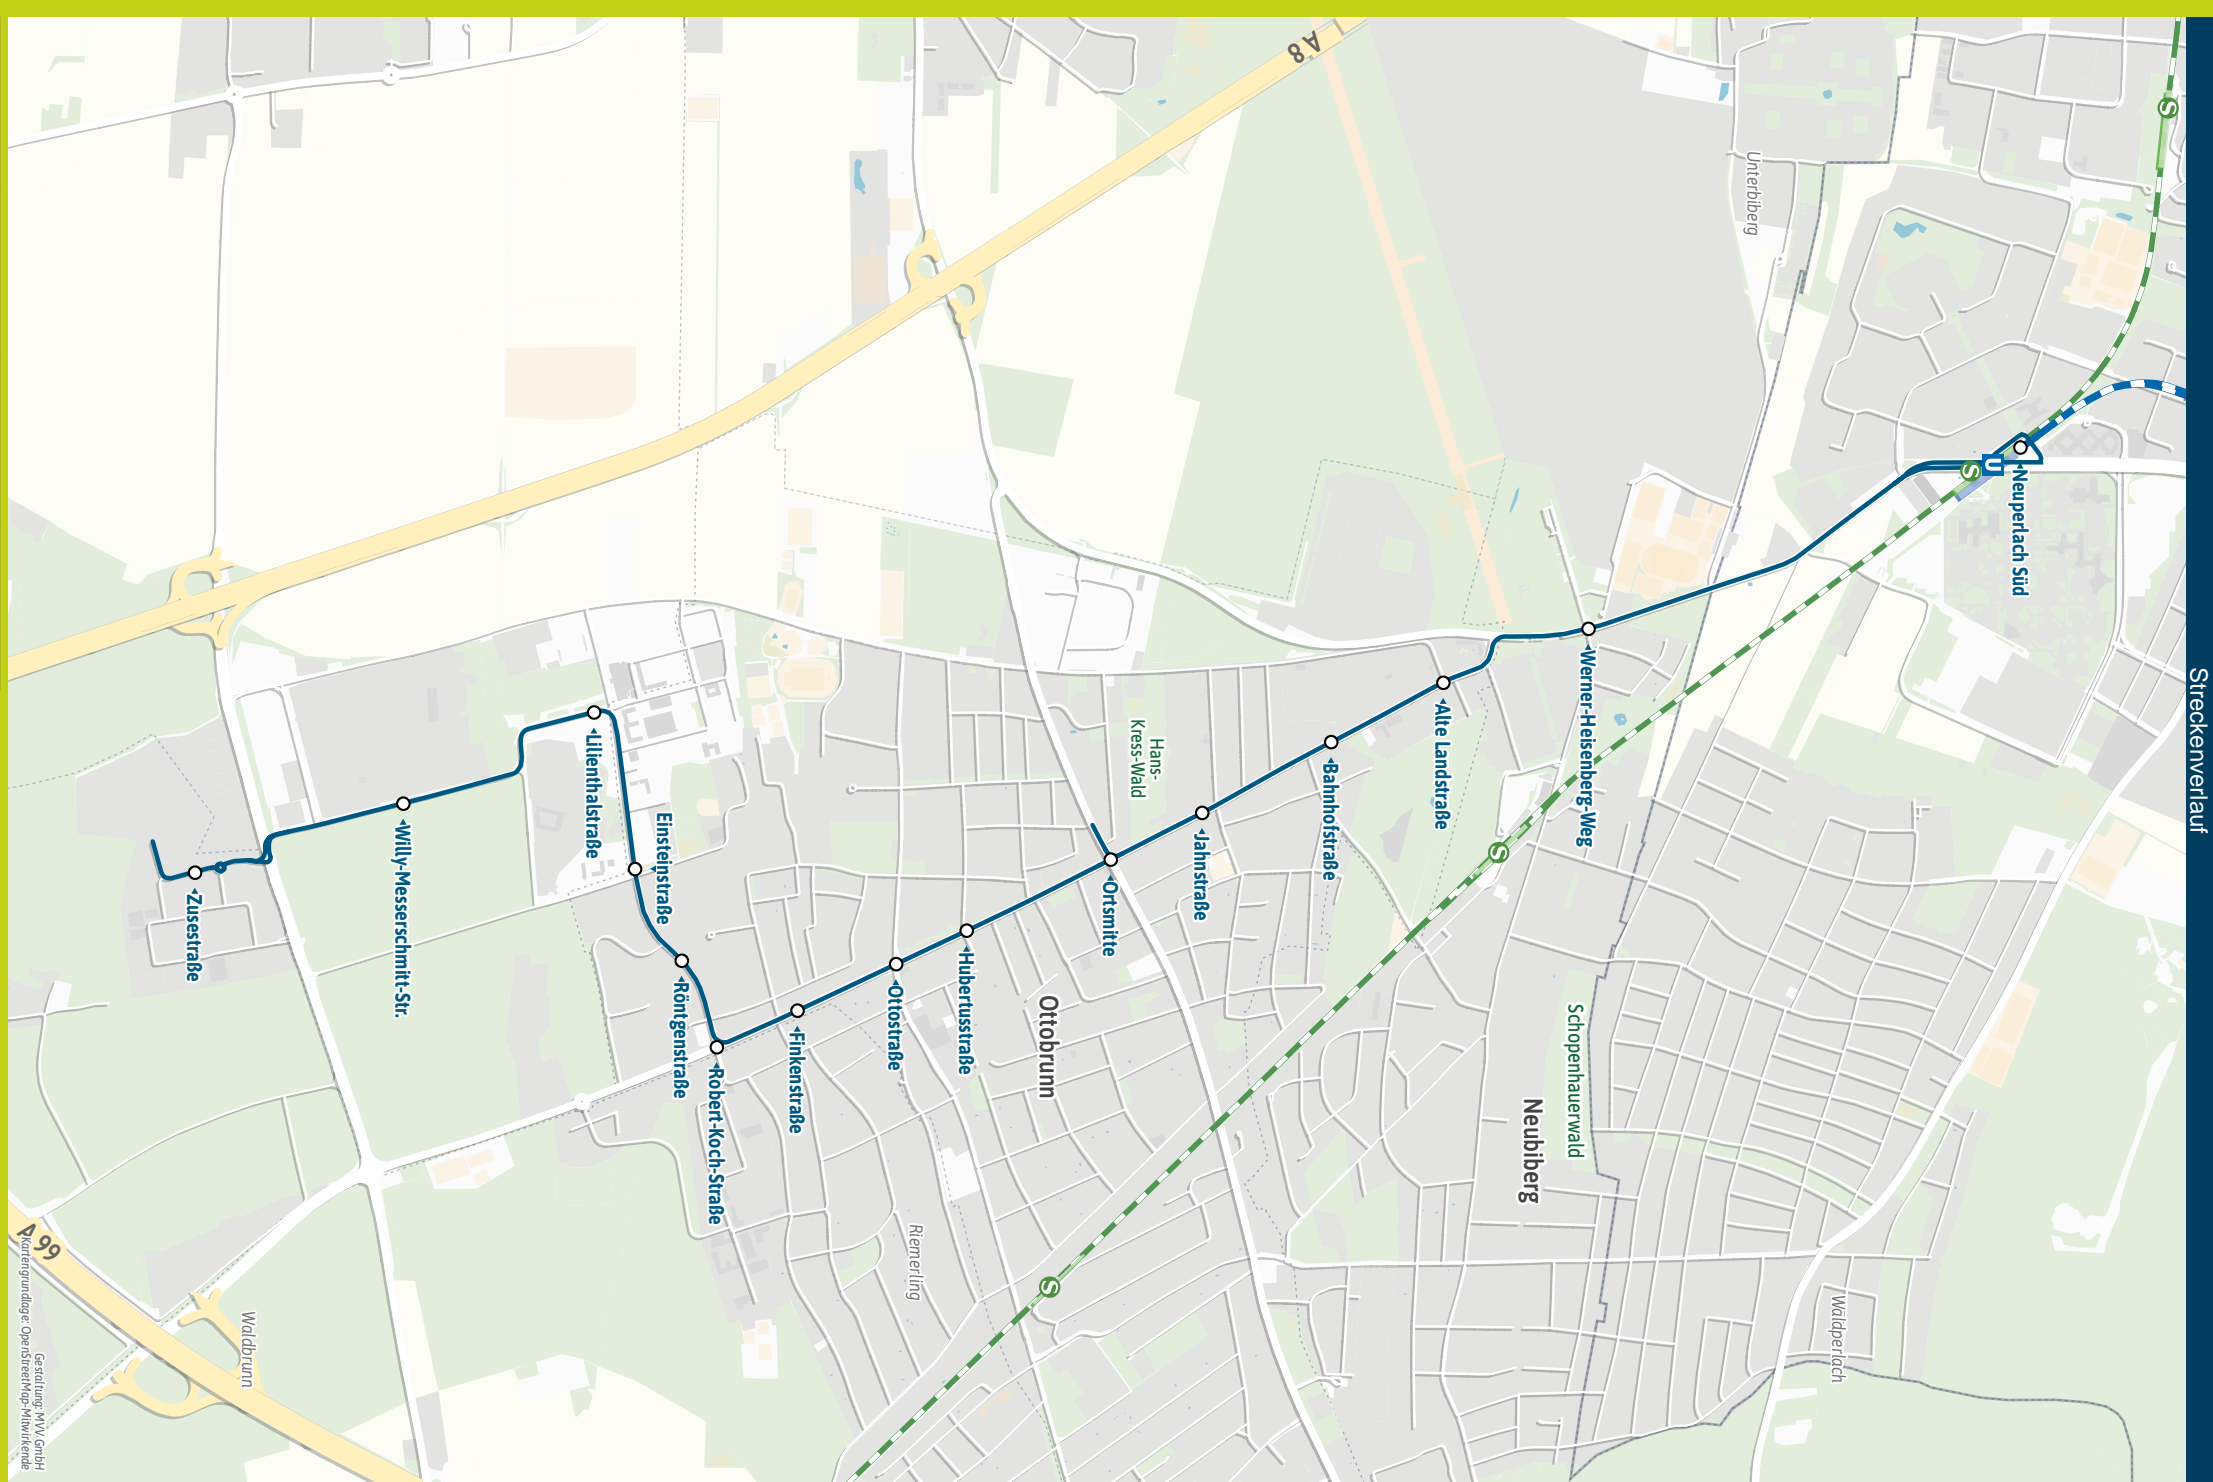 Streckenverlauf
Neuperlach Süd
U
S
S
Unterbiberg
Waldperlach
Werner-Heisenberg-Weg
Schopenhauerwald
Neubiberg
S
Alte Landstraße
Bahnhofstraße
A 8
Jahnstraße
Hans-
Kress-Wald
Ortsmitte
Ottobrunn
S
Hubertusstraße
Ottostraße
Riemerling
Finkenstraße
Robert-Koch-Straße
Röntgenstraße
Einsteinstraße
Lilienthalstraße
Willy-Messerschmitt-Str.
Zusestraße
Waldbrunn
A 99
Gestaltung: MVV GmbH
Kartengrundlage: OpenStreetMap-Mitwirkende